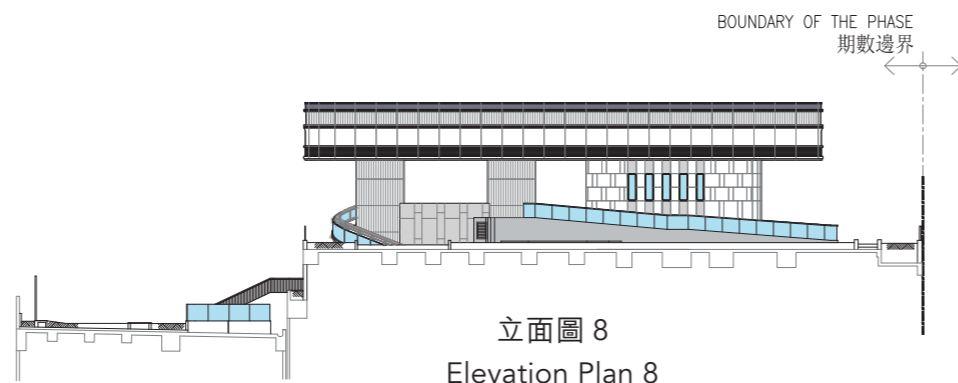 BOUNDARY OF THE PHASE
期數邊界
立面圖 8
Elevation Plan 8